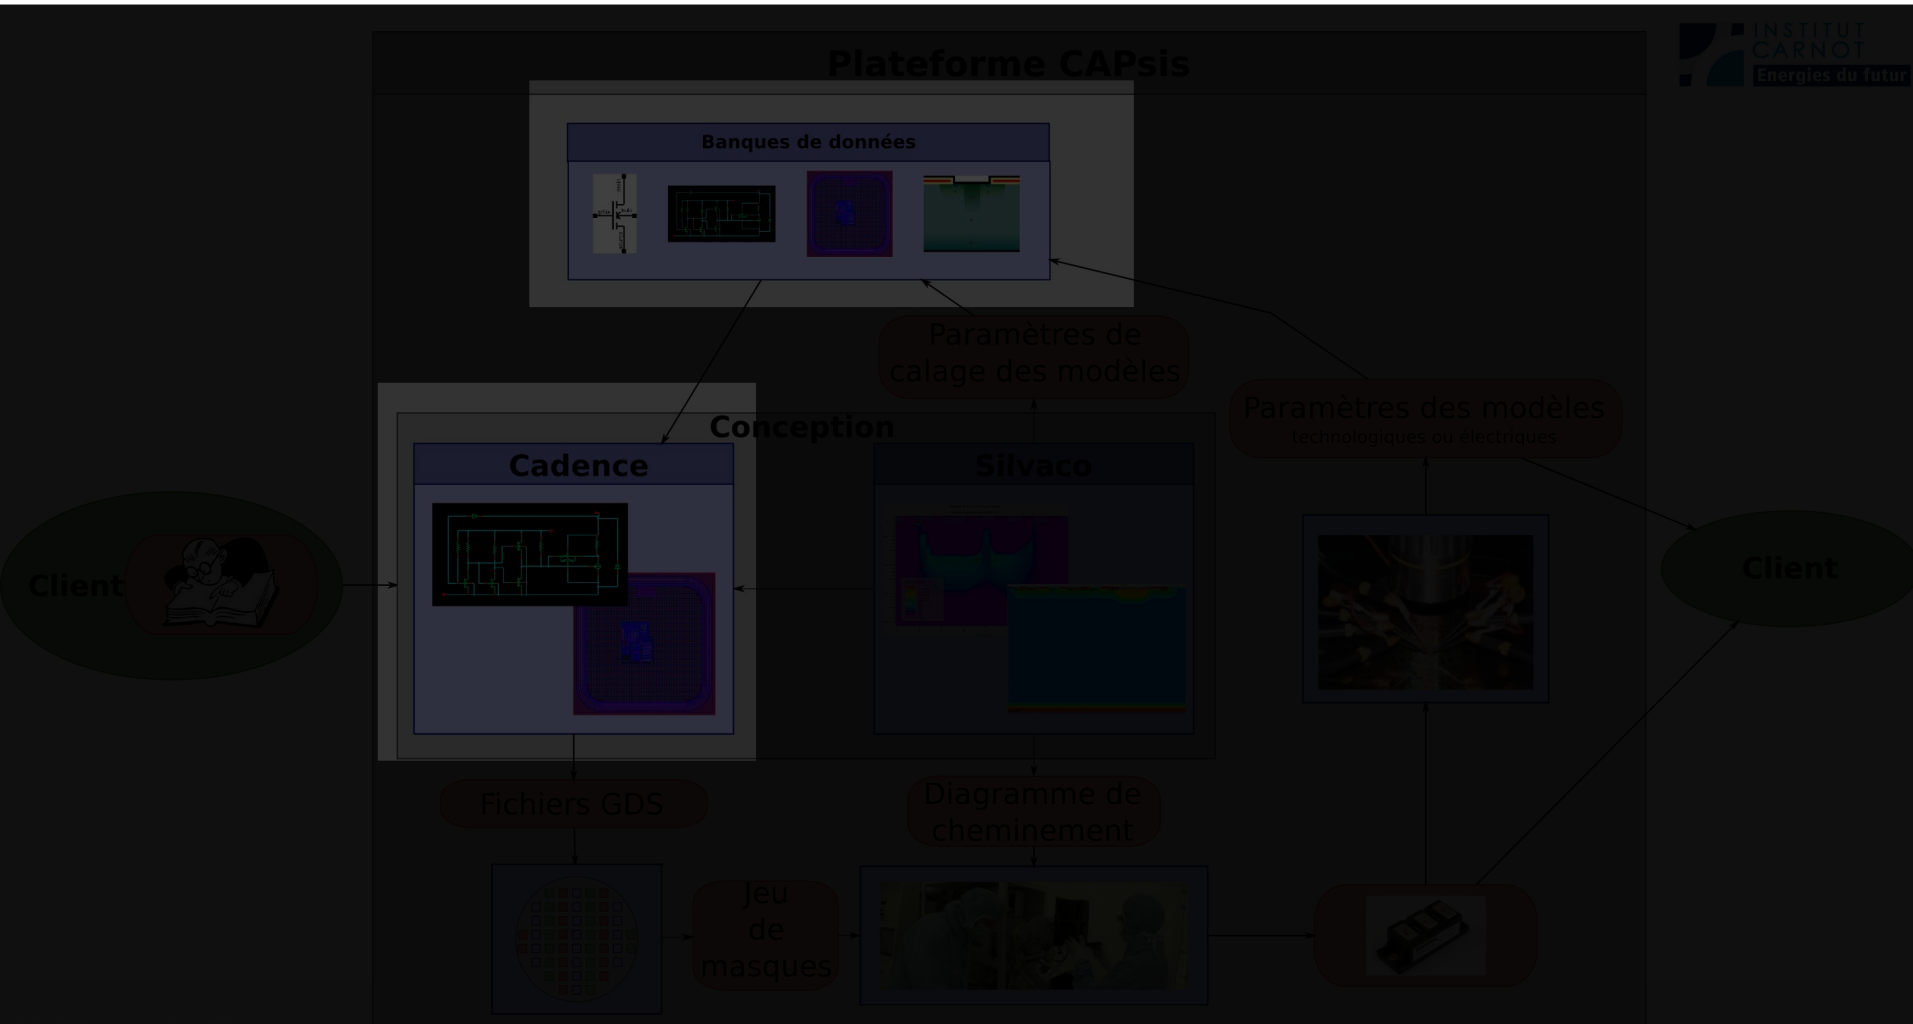 Plateforme CAPsis
INSTITUT
CARNOT
Energies du futur
Banques de données
Paramètres de
calage des modèles
Paramètres des modèles
technologiques ou électriques
Conception
Cadence
Silvaco
Client
Client
Fichiers GDS
Diagramme de
cheminement
Jeu
de
masques